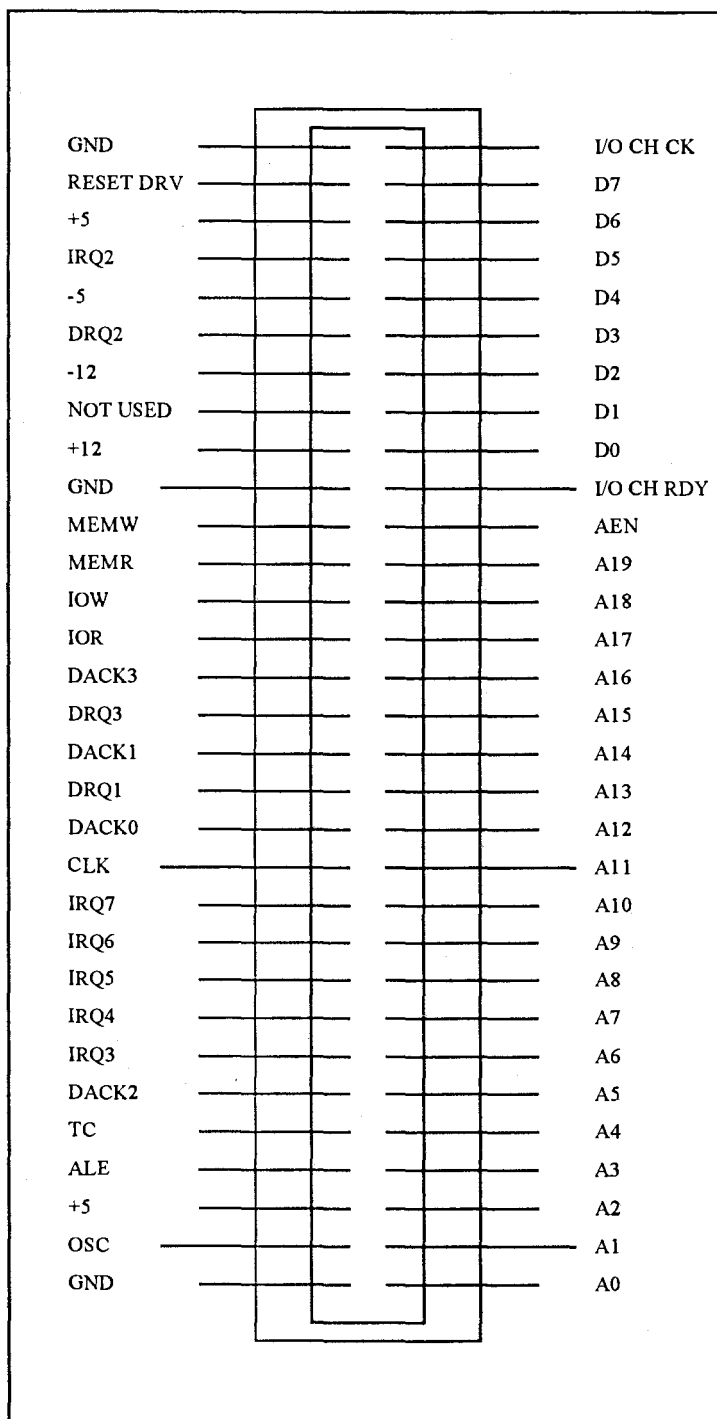 GND I/O CH CK
RESET DRV D7
+5 D6
IRQ2 D5
-5 D4
DRQ2 D3
-12 D2
NOT USED D1
+12 D0
GND I/O CH RDY
MEMW AEN
MEMR A19
IOW A18
IOR A17
DACK3 A16
DRQ3 A15
DACK1 A14
DRQ1 A13
DACK0 A12
CLK A11
IRQ7 A10
IRQ6 A9
IRQ5 A8
IRQ4 A7
IRQ3 A6
DACK2 A5
TC A4
ALE A3
+5 A2
OSC A1
GND A0